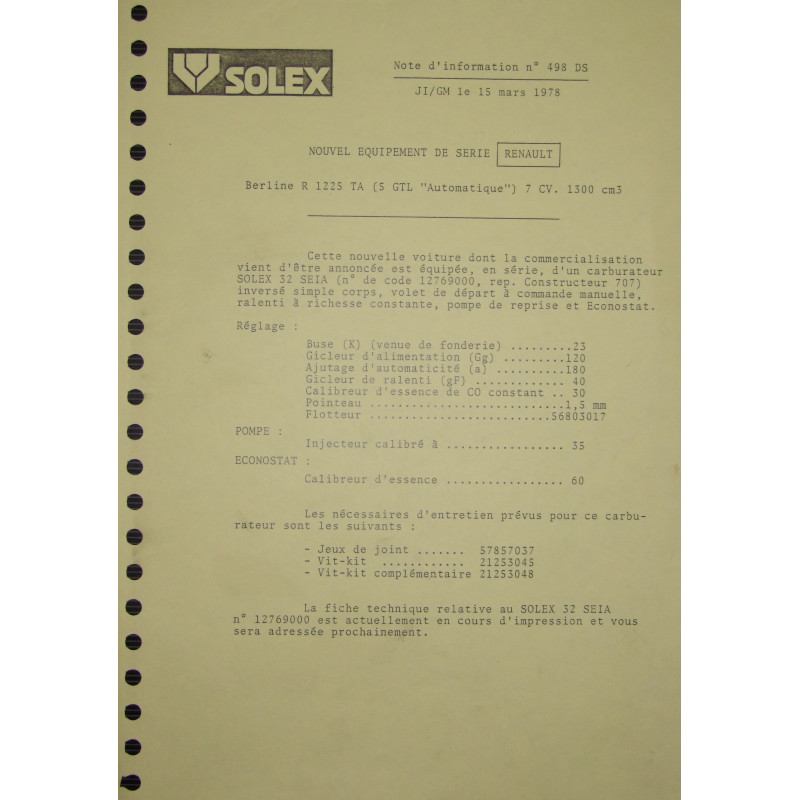 SOLEX
Note d'information n° 498 DS
JI/GM le 15 mars 1978
NOUVEL EQUIPEMENT DE SERIE RENAULT
Berline R 1225 TA (5 GTL "Automatique") 7 CV. 1300 cm3
Cette nouvelle voiture dont la commercialisation
vient d'être annoncée est équipée, en série, d'un carburateur
SOLEX 32 SEIA (n° de code 12769000, rep. Constructeur 707)
inversé simple corps, volet de départ à commande manuelle,
ralenti à richesse constante, pompe de reprise et Econostat.
Réglage :
Buse (K) (venue de fonderie) .........23
Gicleur d'alimentation (Gg) .........120
Ajutage d'automaticité (a) ..........180
Gicleur de ralenti (gF) ............. 40
Calibreur d'essence de CO constant .. 30
Pointeau ............................1,5 mm
Flotteur ..........................56803017
POMPE :
Injecteur calibré à ................. 35
ECONOSTAT :
Calibreur d'essence ................. 60
Les nécessaires d'entretien prévus pour ce carbu-
rateur sont les suivants :
- Jeux de joint ....... 57857037
- Vit-kit ............ 21253045
- Vit-kit complémentaire 21253048
La fiche technique relative au SOLEX 32 SEIA
n° 12769000 est actuellement en cours d'impression et vous
sera adressée prochainement.